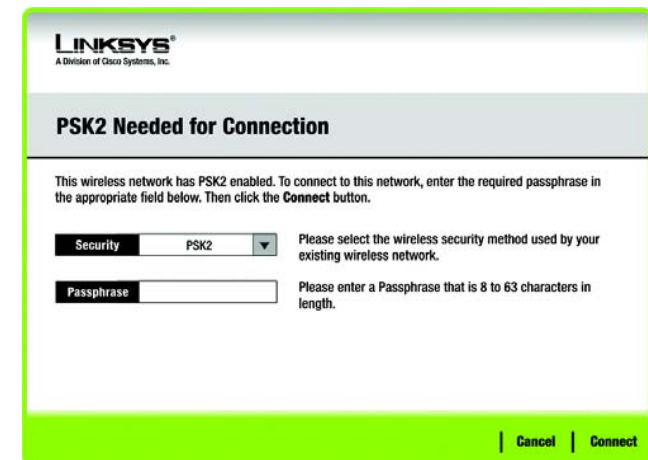 LINKSYS®
A Division of Cisco Systems, Inc.
PSK2 Needed for Connection
This wireless network has PSK2 enabled. To connect to this network, enter the required passphrase in
the appropriate field below. Then click the Connect button.
Security PSK2 Please select the wireless security method used by your
existing wireless network.
Passphrase Please enter a Passphrase that is 8 to 63 characters in
length.
Cancel Connect